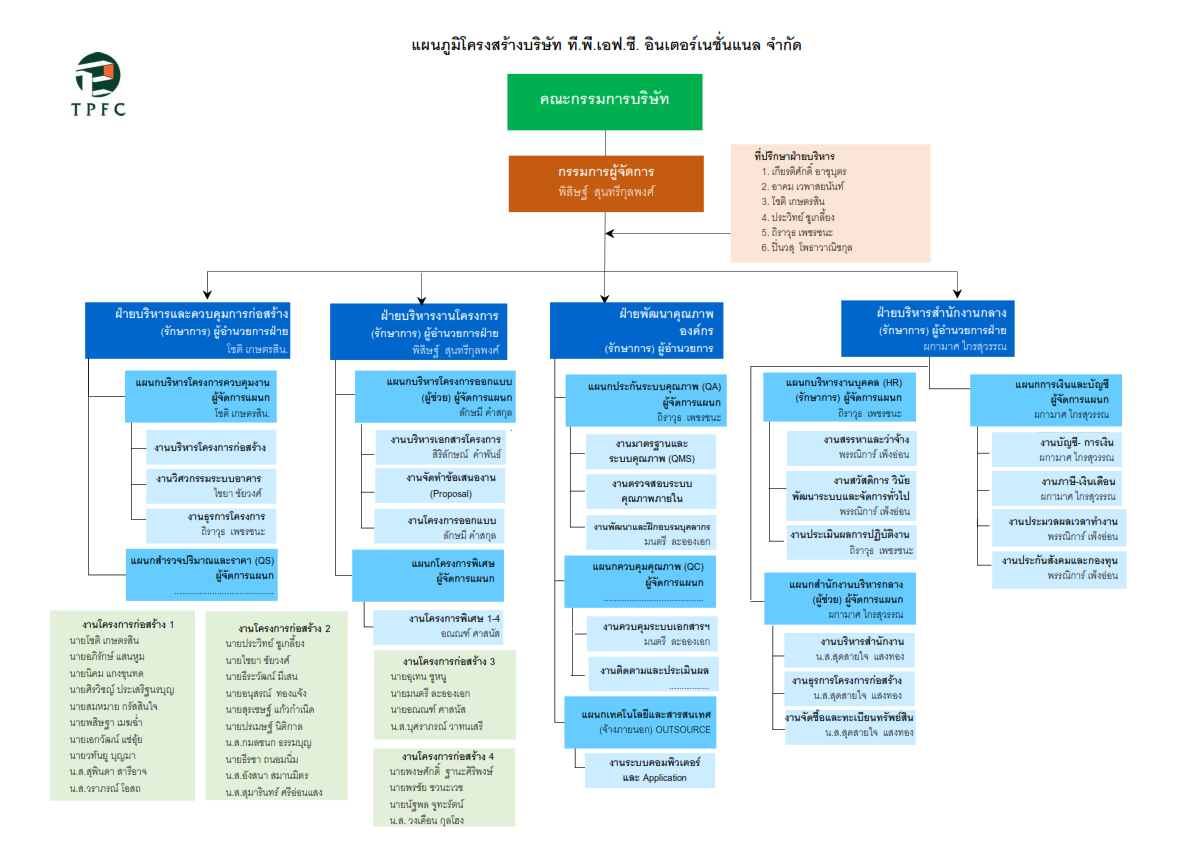 แผนภูมิโครงสร้างบริษัท ที.พี.เอฟ.ซี. อินเตอร์เนชั่นแนล จำกัด
TPFC
คณะกรรมการบริษัท
กรรมการผู้จัดการ
พิสิษฐ์ สุนทรีกุลพงศ์
ที่ปรึกษาฝ่ายบริหาร
1. เกียรติศักดิ์ อาชุบุตร
2. อาคม เวพาสยนันท์
3. โชติ เกษตรสิน
4. ประวิทย์ ชูเกลี้ยง
5. ถิราวุธ เพชรชนะ
6. ปิ่นวสุ โพธาวาณิชกุล
ฝ่ายบริหารและควบคุมการก่อสร้าง
(รักษาการ) ผู้อำนวยการฝ่าย
โชติ เกษตรสิน.
แผนกบริหารโครงการควบคุมงาน
ผู้จัดการแผนก
โชติ เกษตรสิน.
งานบริหารโครงการก่อสร้าง
งานวิศวกรรมระบบอาคาร
ไชยา ชัยวงศ์
งานธุรการโครงการ
ถิราวุธ เพชรชนะ
แผนกสำรวจปริมาณและราคา (QS)
ผู้จัดการแผนก
........................................
งานโครงการก่อสร้าง 1
นายโชติ เกษตรสิน
นายอภิรักษ์ แสนหูม
นายนิคม แกงขุนทด
นายศิรวิชญ์ ประเสริฐนรบุญ
นายสมหมาย กรัสสินใจ
นายพสิษฐา เมฆฉ่ำ
นายเอกวัฒน์ แซ่อุ้ย
นายวทันยู บุญมา
น.ส.สุพินดา สารีอาจ
น.ส.วราภรณ์ โอสถ
งานโครงการก่อสร้าง 2
นายประวิทย์ ชูเกลี้ยง
นายไชยา ชัยวงศ์
นายธีระวัฒน์ มีเสน
นายอนุสรณ์ ทองแจ้ง
นายสุรเชษฐ์ แก้วกำเนิด
นายปรเมษฐ์ นิติกาล
น.ส.กมลชนก ธรรมบุญ
นายธีรชา ถนอมนิ่ม
น.ส.อังสนา สมานมิตร
น.ส.สุมารินทร์ ศรีอ่อนแสง
ฝ่ายบริหารงานโครงการ
(รักษาการ) ผู้อำนวยการฝ่าย
พิสิษฐ์ สุนทรีกุลพงศ์
แผนกบริหารโครงการออกแบบ
(ผู้ช่วย) ผู้จัดการแผนก
ลักษมี คำสกุล
งานบริหารเอกสารโครงการ
สิริลักษณ์ คำพันธ์
งานจัดทำข้อเสนองาน
(Proposal)
งานโครงการออกแบบ
ลักษมี คำสกุล
แผนกโครงการพิเศษ
ผู้จัดการแผนก
งานโครงการพิเศษ 1-4
อณณฑ์ ศาสนัส
งานโครงการก่อสร้าง 3
นายอุเทน ชูหนู
นายมนตรี ละอองเอก
นายอณณฑ์ ศาสนัส
น.ส.บุศราภรณ์ วาทนเสรี
งานโครงการก่อสร้าง 4
นายพงษศักดิ์ ฐานะศิริพงษ์
นายพรชัย ชวนะเวช
นายนัฐพล จูทะรัตน์
น.ส. วงเดือน กุลโฮง
ฝ่ายพัฒนาคุณภาพ
องค์กร
(รักษาการ) ผู้อำนวยการ
แผนกประกันระบบคุณภาพ (QA)
ผู้จัดการแผนก
ถิราวุธ เพชรชนะ
งานมาตรฐานและ
ระบบคุณภาพ (QMS)
งานตรวจสอบระบบ
คุณภาพภายใน
งานพัฒนาและฝึกอบรมบุคลากร
มนตรี ละอองเอก
แผนกควบคุมคุณภาพ (QC)
ผู้จัดการแผนก
........................................
งานควบคุมระบบเอกสารฯ
มนตรี ละอองเอก
งานติดตามและประเมินผล
................
แผนกเทคโนโลยีและสารสนเทศ
(จ้างภายนอก) OUTSOURCE
งานระบบคอมพิวเตอร์
และ Application
ฝ่ายบริหารสำนักงานกลาง
(รักษาการ) ผู้อำนวยการฝ่าย
ผกามาศ ไกรสุวรรณ
แผนกบริหารงานบุคคล (HR)
(รักษาการ) ผู้จัดการแผนก
ถิราวุธ เพชรชนะ
งานสรรหาและว่าจ้าง
พรรณิการ์ เพ็งอ่อน
งานสวัสดิการ วินัย
พัฒนาระบบและจัดการทั่วไป
พรรณิการ์ เพ็งอ่อน
งานประเมินผลการปฏิบัติงาน
ถิราวุธ เพชรชนะ
แผนกสำนักงานบริหารกลาง
(ผู้ช่วย) ผู้จัดการแผนก
ผกามาศ ไกรสุวรรณ
งานบริหารสำนักงาน
น.ส.สุดสายใจ แสงทอง
งานธุรการโครงการก่อสร้าง
น.ส.สุดสายใจ แสงทอง
งานจัดซื้อและทะเบียนทรัพย์สิน
น.ส.สุดสายใจ แสงทอง
แผนกการเงินและบัญชี
ผู้จัดการแผนก
ผกามาศ ไกรสุวรรณ
งานบัญชี- การเงิน
ผกามาศ ไกรสุวรรณ
งานภาษี-เงินเดือน
ผกามาศ ไกรสุวรรณ
งานประมวลผลเวลาทำงาน
พรรณิการ์ เพ็งอ่อน
งานประกันสังคมและกองทุน
พรรณิการ์ เพ็งอ่อน